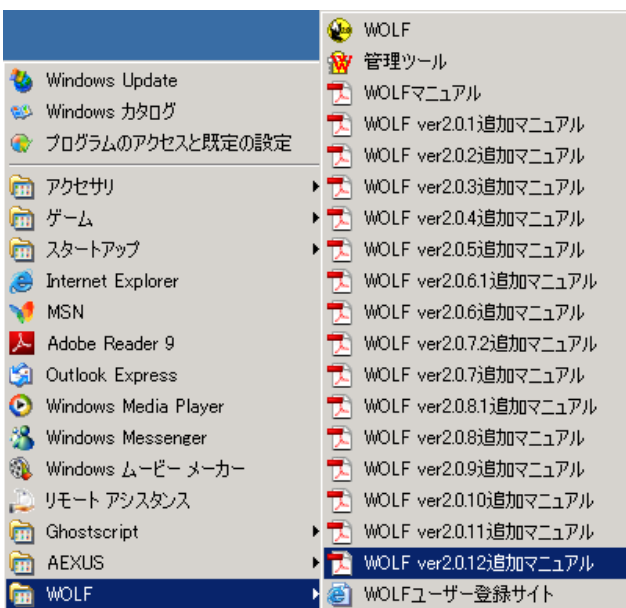 Windows Update
Windows カタログ
プログラムのアクセスと既定の設定
アクセサリ
ゲーム
スタートアップ
Internet Explorer
MSN
Adobe Reader 9
Outlook Express
Windows Media Player
Windows Messenger
Windows ムービー メーカー
リモート アシスタンス
Ghostscript
AEXUS
WOLF
WOLF
管理ツール
WOLFマニュアル
WOLF ver2.0.1追加マニュアル
WOLF ver2.0.2追加マニュアル
WOLF ver2.0.3追加マニュアル
WOLF ver2.0.4追加マニュアル
WOLF ver2.0.5追加マニュアル
WOLF ver2.0.6.1追加マニュアル
WOLF ver2.0.6追加マニュアル
WOLF ver2.0.7.2追加マニュアル
WOLF ver2.0.7追加マニュアル
WOLF ver2.0.8.1追加マニュアル
WOLF ver2.0.8追加マニュアル
WOLF ver2.0.9追加マニュアル
WOLF ver2.0.10追加マニュアル
WOLF ver2.0.11追加マニュアル
WOLF ver2.0.12追加マニュアル
WOLFユーザー登録サイト